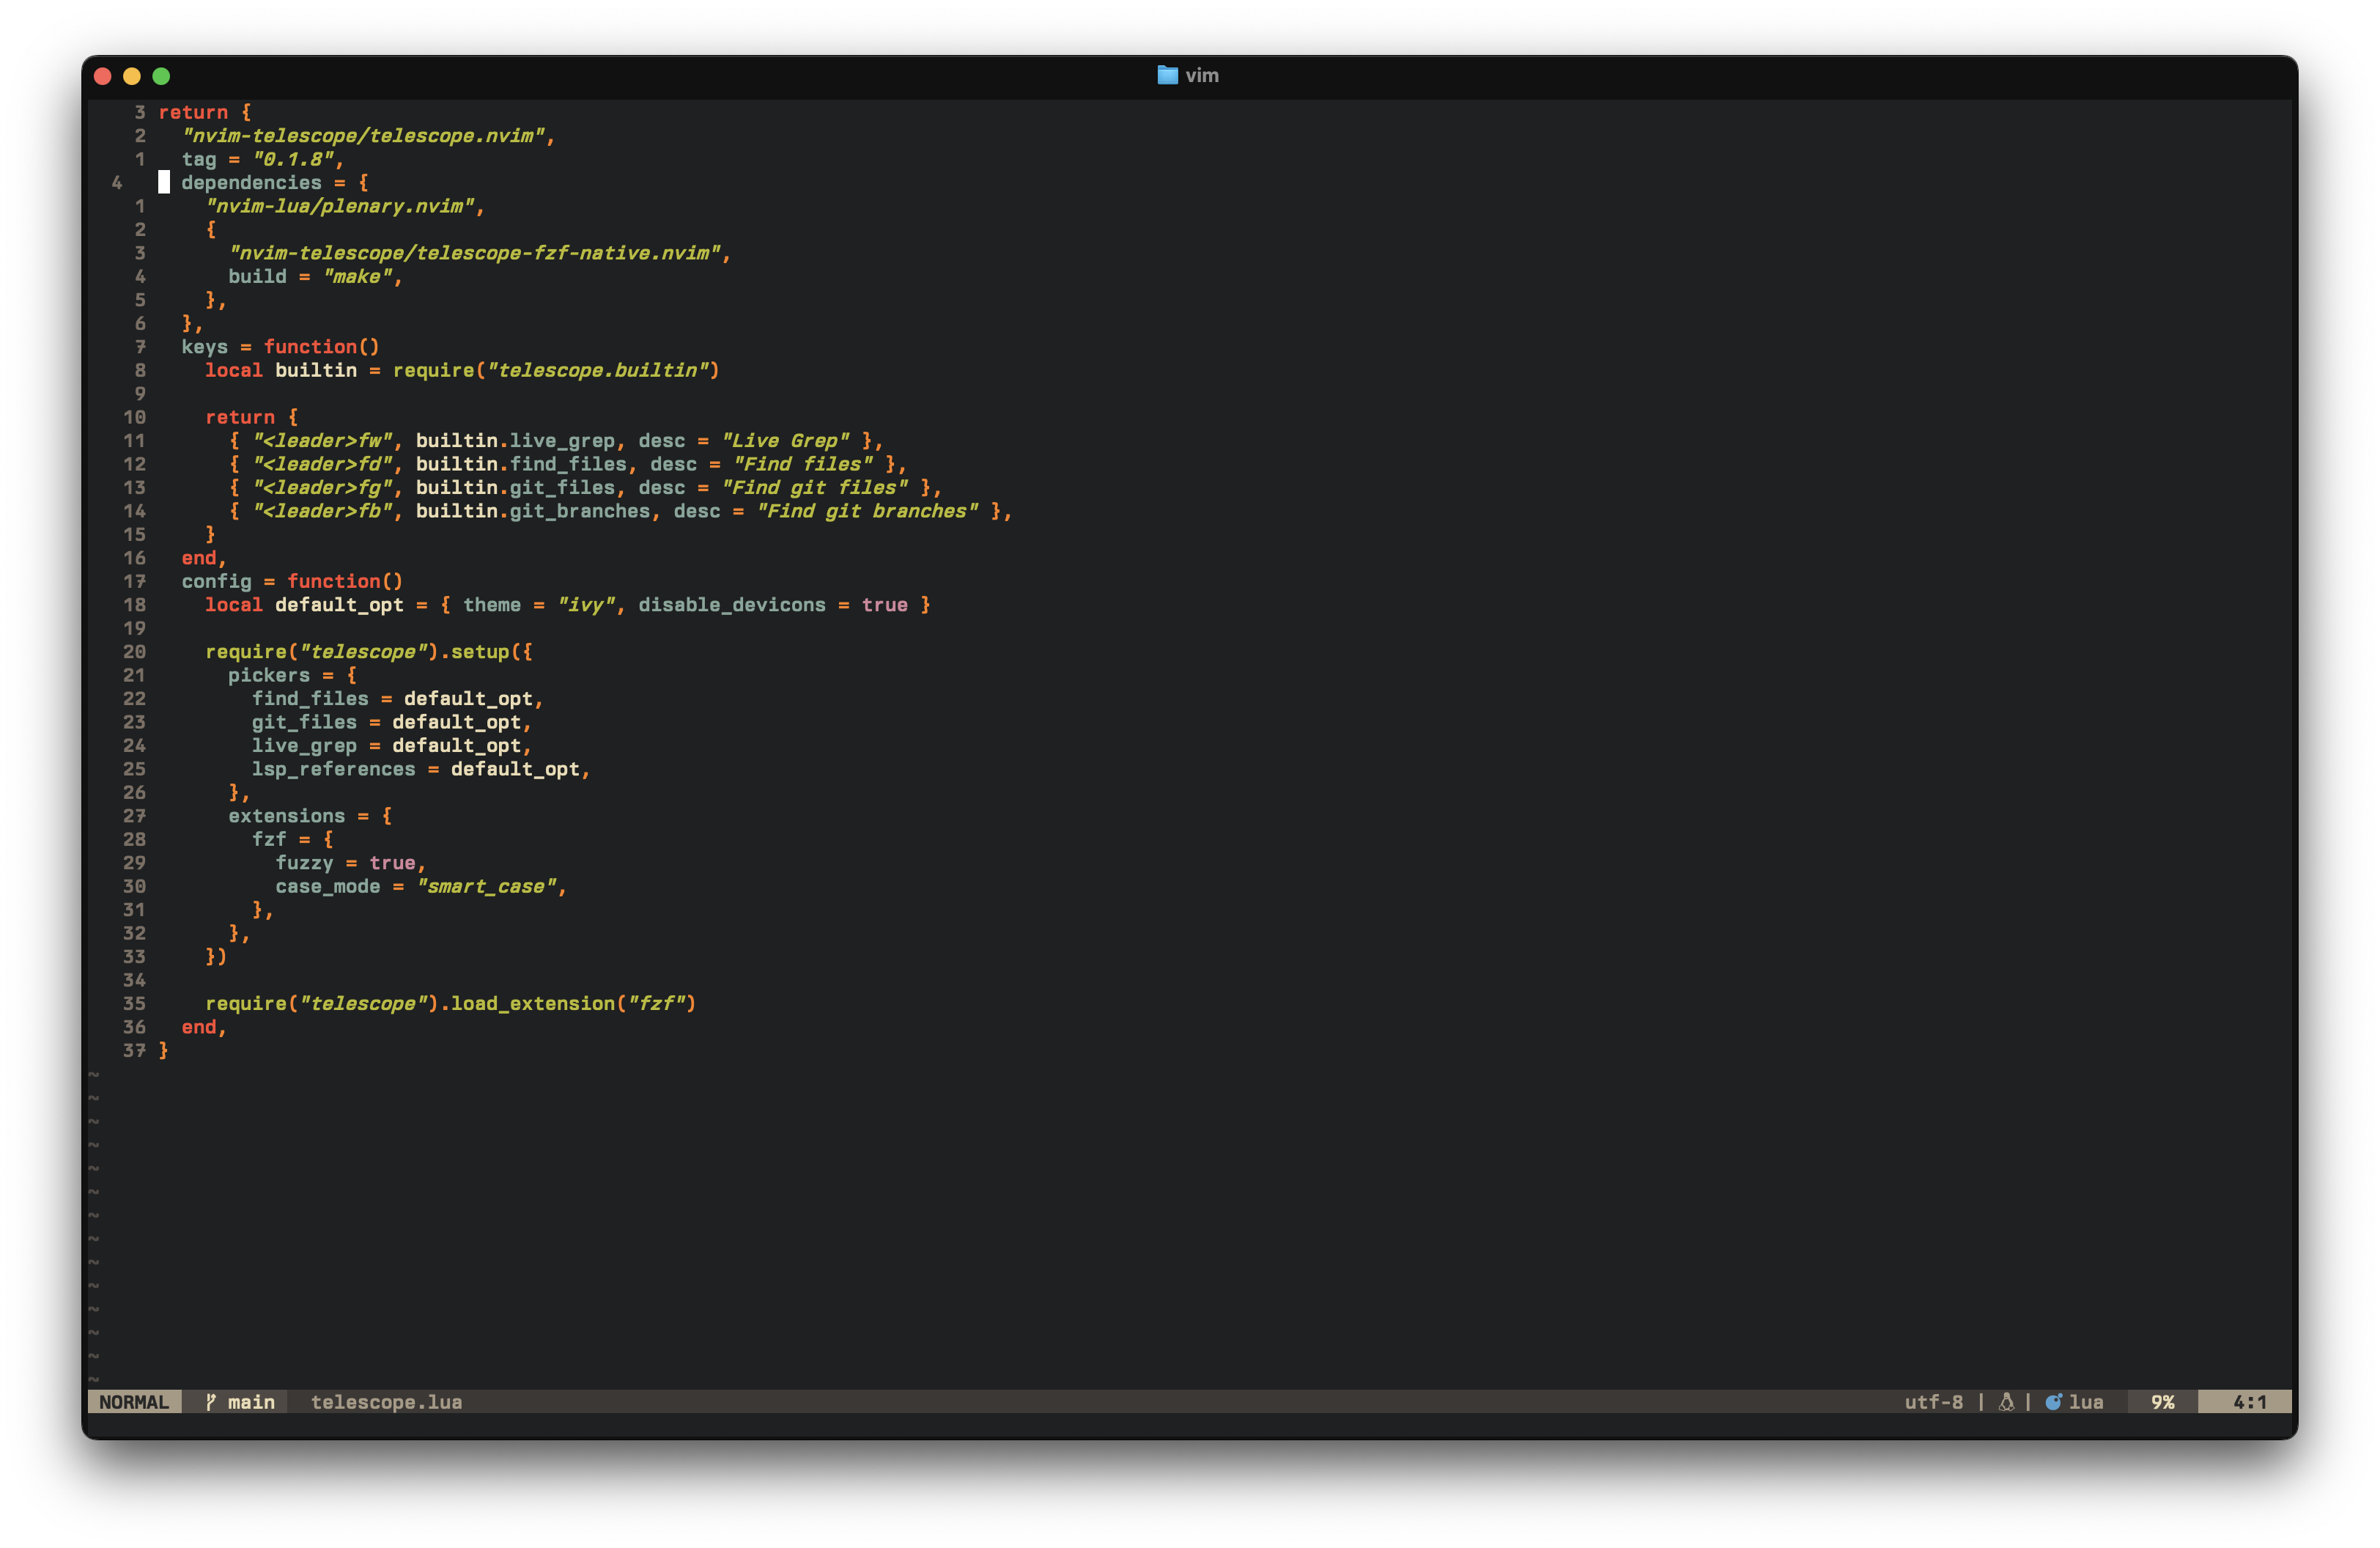 vim
3 return {
2   "nvim-telescope/telescope.nvim",
1   tag = "0.1.8",
4   dependencies = {
1     "nvim-lua/plenary.nvim",
2     {
3       "nvim-telescope/telescope-fzf-native.nvim",
4       build = "make",
5     },
6   },
7   keys = function()
8     local builtin = require("telescope.builtin")
9
10     return {
11       { "<leader>fw", builtin.live_grep, desc = "Live Grep" },
12       { "<leader>fd", builtin.find_files, desc = "Find files" },
13       { "<leader>fg", builtin.git_files, desc = "Find git files" },
14       { "<leader>fb", builtin.git_branches, desc = "Find git branches" },
15     }
16   end,
17   config = function()
18     local default_opt = { theme = "ivy", disable_devicons = true }
19
20     require("telescope").setup({
21       pickers = {
22         find_files = default_opt,
23         git_files = default_opt,
24         live_grep = default_opt,
25         lsp_references = default_opt,
26       },
27       extensions = {
28         fzf = {
29           fuzzy = true,
30           case_mode = "smart_case",
31         },
32       },
33     })
34
35     require("telescope").load_extension("fzf")
36   end,
37 }
~
~
~
~
~
~
~
~
~
~
~
~
~
~
NORMAL main telescope.lua utf-8 | | lua 9% 4:1